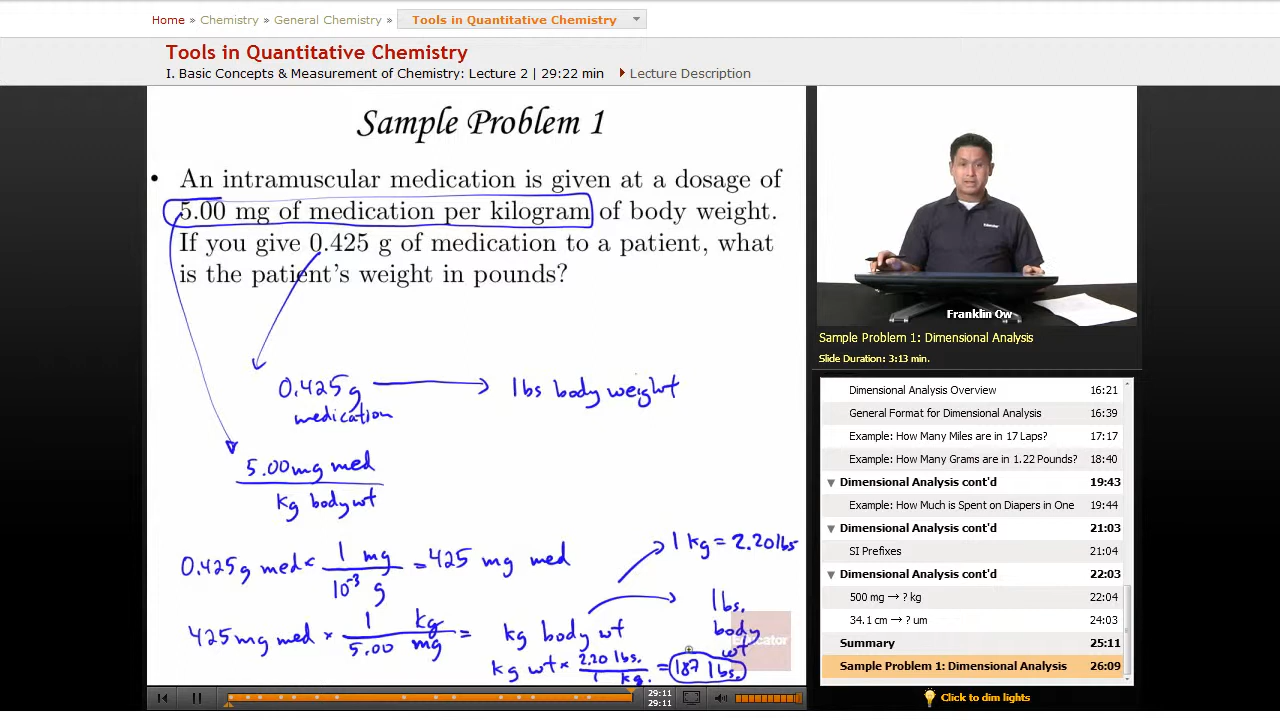 Home » Chemistry » General Chemistry » Tools in Quantitative Chemistry
Tools in Quantitative Chemistry
I. Basic Concepts & Measurement of Chemistry: Lecture 2 | 29:22 min Lecture Description
Sample Problem 1
• An intramuscular medication is given at a dosage of
5.00 mg of medication per kilogram of body weight.
If you give 0.425 g of medication to a patient, what
is the patient's weight in pounds?
0.425g → lbs body weight
medication
5.00mg med
kg body wt
1 kg = 2.20 lbs
0.425g med × 1 mg / 10⁻³ g = 425 mg med
425 mg med × 1 kg / 5.00 mg = kg body wt → lbs. body wt
kg wt × 2.20 lbs. / 1 kg. = 187 lbs.
Franklin Ow
Sample Problem 1: Dimensional Analysis
Slide Duration: 3:13 min.
Dimensional Analysis Overview 16:21
General Format for Dimensional Analysis 16:39
Example: How Many Miles are in 17 Laps? 17:17
Example: How Many Grams are in 1.22 Pounds? 18:40
Dimensional Analysis cont'd 19:43
Example: How Much is Spent on Diapers in One 19:44
Dimensional Analysis cont'd 21:03
SI Prefixes 21:04
Dimensional Analysis cont'd 22:03
500 mg → ? kg 22:04
34.1 cm → ? um 24:03
Summary 25:11
Sample Problem 1: Dimensional Analysis 26:09
29:11
29:11
Click to dim lights